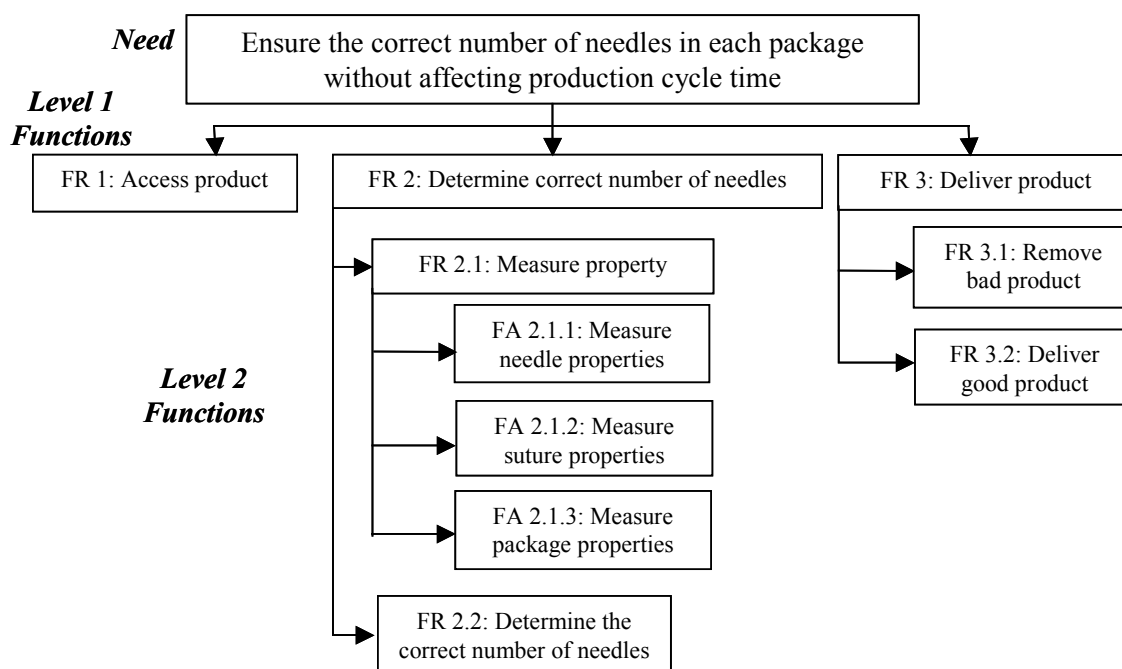 Need
Ensure the correct number of needles in each package
without affecting production cycle time
Level 1
Functions
FR 1: Access product
FR 2: Determine correct number of needles
FR 3: Deliver product
FR 2.1: Measure property
FR 3.1: Remove
bad product
FA 2.1.1: Measure
needle properties
FR 3.2: Deliver
good product
Level 2
Functions
FA 2.1.2: Measure
suture properties
FA 2.1.3: Measure
package properties
FR 2.2: Determine the
correct number of needles